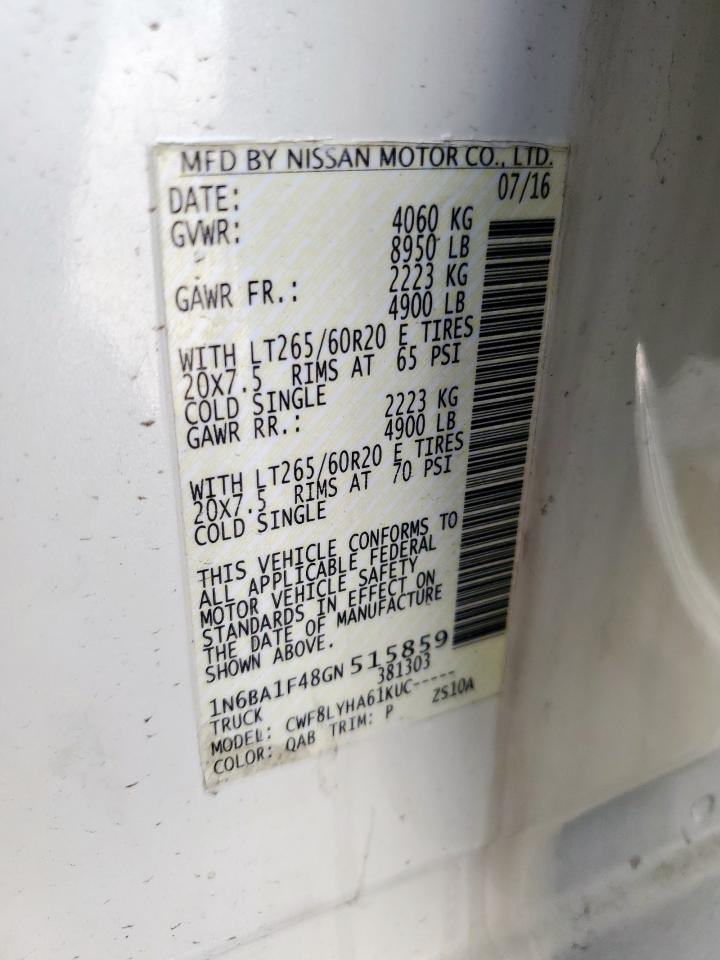 MFD BY NISSAN MOTOR CO., LTD.
DATE: 07/16
GVWR: 4060 KG
8950 LB
GAWR FR.: 2223 KG
4900 LB
WITH LT265/60R20 E TIRES
20X7.5 RIMS AT 65 PSI
COLD SINGLE
GAWR RR.: 2223 KG
4900 LB
WITH LT265/60R20 E TIRES
20X7.5 RIMS AT 70 PSI
COLD SINGLE
THIS VEHICLE CONFORMS TO
ALL APPLICABLE FEDERAL
MOTOR VEHICLE SAFETY
STANDARDS IN EFFECT ON
THE DATE OF MANUFACTURE
SHOWN ABOVE.
1N6BA1F48GN515859
TRUCK 381303
MODEL: CWF8LYHA61KUC-----
COLOR: QAB TRIM: P ZS10A